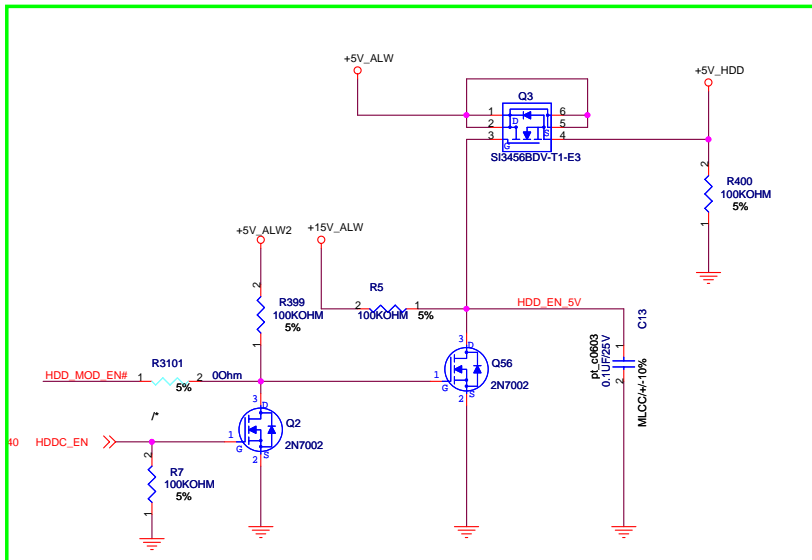 +5V_ALW
+5V_HDD
Q3
1
2
3
6
5
4
D
S
G
SI3456BDV-T1-E3
2
R400
100KOHM
5%
1
+5V_ALW2
+15V_ALW
2
R399
100KOHM
5%
1
R5
2
1
100KOHM
5%
HDD_EN_5V
C13
1
2
pt_c0603
0.1UF/25V
MLCC/+/-10%
3
D
Q56
1
G
S
2
2N7002
R3101
HDD_MOD_EN#
1
2
0Ohm
5%
/*
3
D
Q2
1
G
S
2
2N7002
40
HDDC_EN
2
R7
100KOHM
5%
1